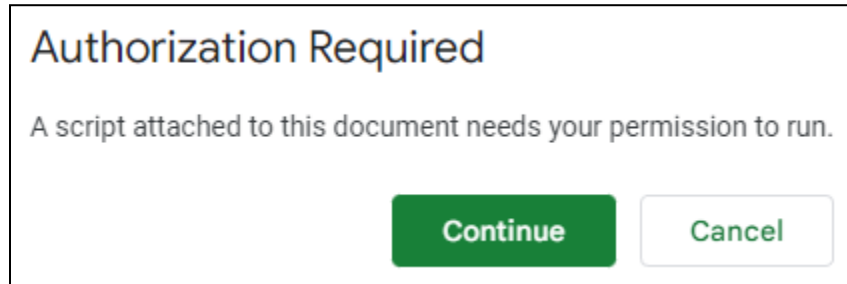 Authorization Required
A script attached to this document needs your permission to run.
Continue Cancel